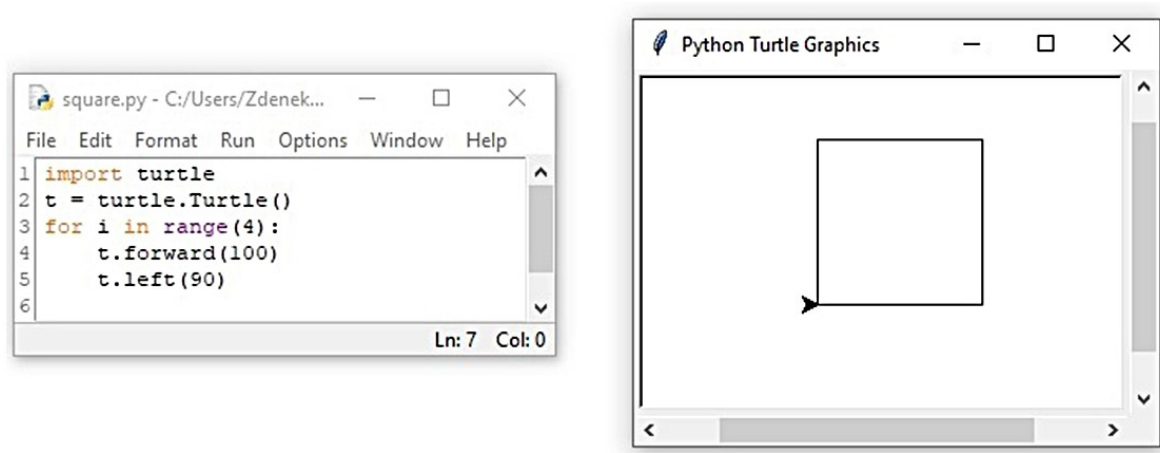 square.py - C:/Users/Zdenek...
File Edit Format Run Options Window Help
1 import turtle
2 t = turtle.Turtle()
3 for i in range(4):
4     t.forward(100)
5     t.left(90)
6
Ln: 7 Col: 0
Python Turtle Graphics